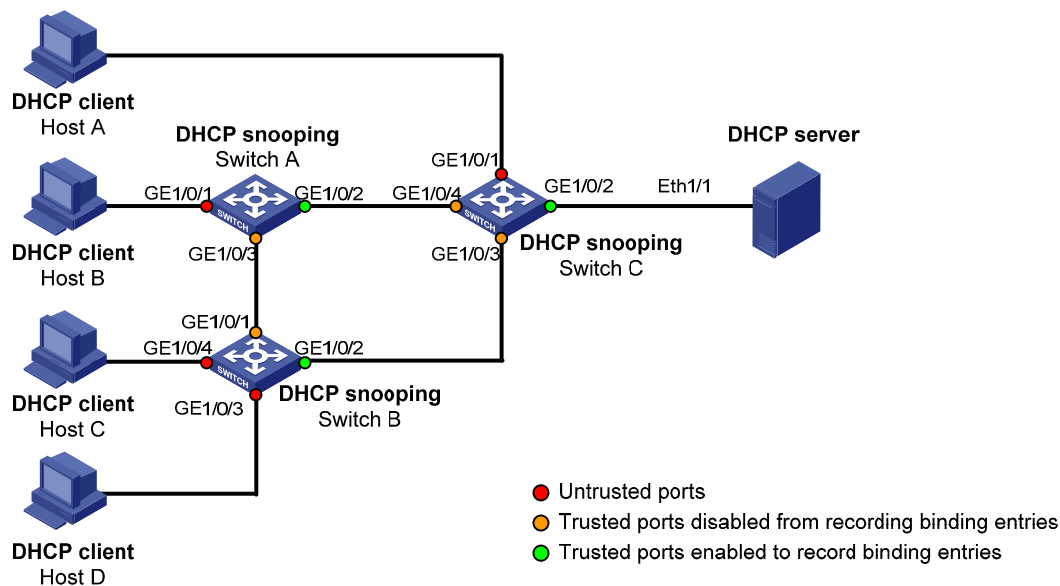 DHCP client
Host A
DHCP snooping
Switch A
DHCP server
GE1/0/1
GE1/0/1
GE1/0/2
GE1/0/4
GE1/0/2
Eth1/1
DHCP client
Host B
GE1/0/3
GE1/0/3
DHCP snooping
Switch C
SWITCH
SWITCH
GE1/0/1
GE1/0/4
GE1/0/2
SWITCH
DHCP client
Host C
GE1/0/3
DHCP snooping
Switch B
DHCP client
Host D
Untrusted ports
Trusted ports disabled from recording binding entries
Trusted ports enabled to record binding entries